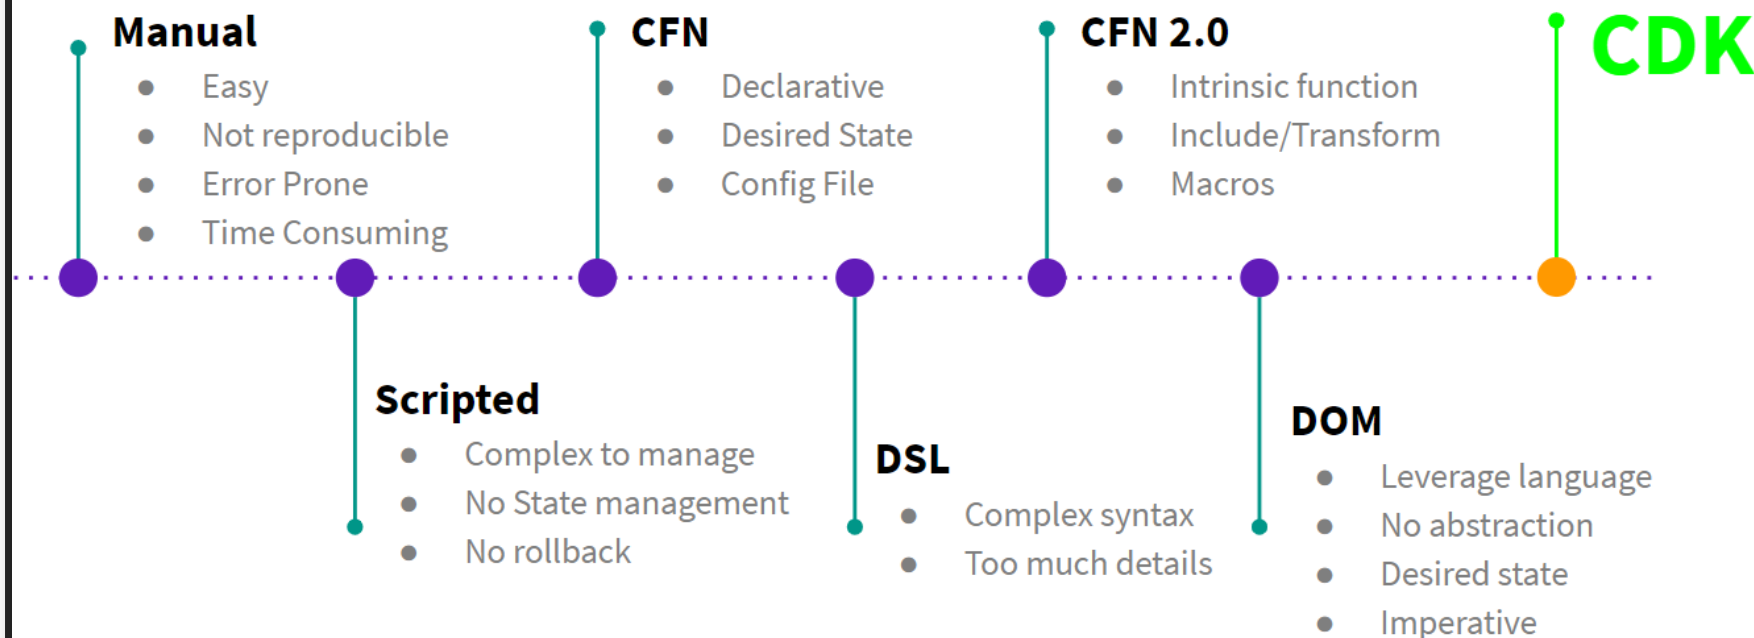 Manual
● Easy
● Not reproducible
● Error Prone
● Time Consuming
Scripted
● Complex to manage
● No State management
● No rollback
CFN
● Declarative
● Desired State
● Config File
DSL
● Complex syntax
● Too much details
CFN 2.0
● Intrinsic function
● Include/Transform
● Macros
DOM
● Leverage language
● No abstraction
● Desired state
● Imperative
CDK